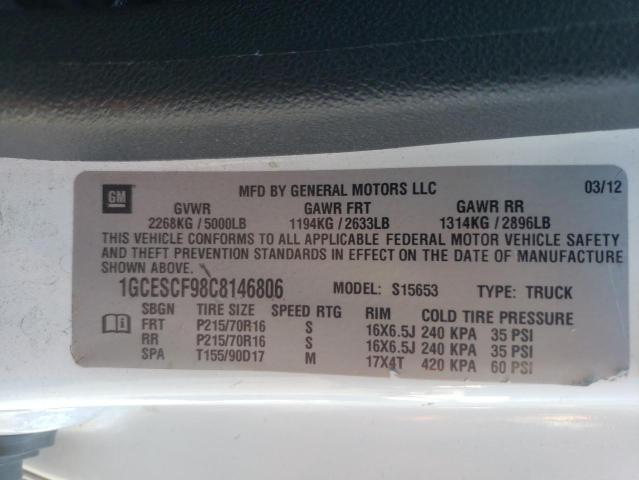 GM
MFD BY GENERAL MOTORS LLC 03/12
GVWR GAWR FRT GAWR RR
2268KG / 5000LB 1194KG / 2633LB 1314KG / 2896LB
THIS VEHICLE CONFORMS TO ALL APPLICABLE FEDERAL MOTOR VEHICLE SAFETY
AND THEFT PREVENTION STANDARDS IN EFFECT ON THE DATE OF MANUFACTURE
SHOWN ABOVE.
1GCESCF98C8146806 MODEL: S15653 TYPE: TRUCK
SBGN TIRE SIZE SPEED RTG RIM COLD TIRE PRESSURE
FRT P215/70R16 S 16X6.5J 240 KPA 35 PSI
RR P215/70R16 S 16X6.5J 240 KPA 35 PSI
SPA T155/90D17 M 17X4T 420 KPA 60 PSI